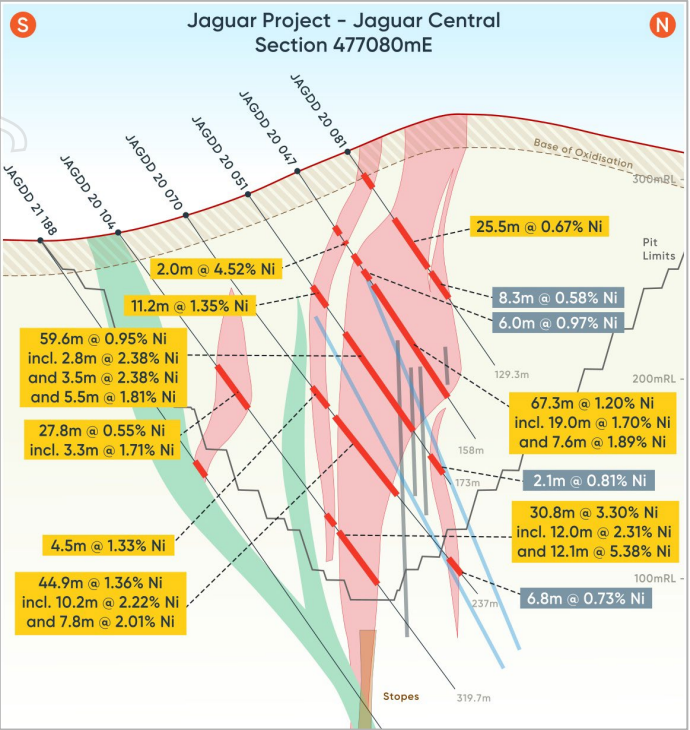 S
Jaguar Project - Jaguar Central
Section 477080mE
N
JAGDD 21 188
JAGDD 20 104
JAGDD 20 070
JAGDD 20 051
JAGDD 20 047
JAGDD 20 081
Base of Oxidisation
300mRL
25.5m @ 0.67% Ni
Pit
Limits
2.0m @ 4.52% Ni
8.3m @ 0.58% Ni
11.2m @ 1.35% Ni
6.0m @ 0.97% Ni
59.6m @ 0.95% Ni
incl. 2.8m @ 2.38% Ni
and 3.5m @ 2.38% Ni
and 5.5m @ 1.81% Ni
129.3m
200mRL
67.3m @ 1.20% Ni
incl. 19.0m @ 1.70% Ni
and 7.6m @ 1.89% Ni
27.8m @ 0.55% Ni
incl. 3.3m @ 1.71% Ni
158m
173m
2.1m @ 0.81% Ni
30.8m @ 3.30% Ni
incl. 12.0m @ 2.31% Ni
and 12.1m @ 5.38% Ni
4.5m @ 1.33% Ni
100mRL
44.9m @ 1.36% Ni
incl. 10.2m @ 2.22% Ni
and 7.8m @ 2.01% Ni
237m
6.8m @ 0.73% Ni
Stopes
319.7m